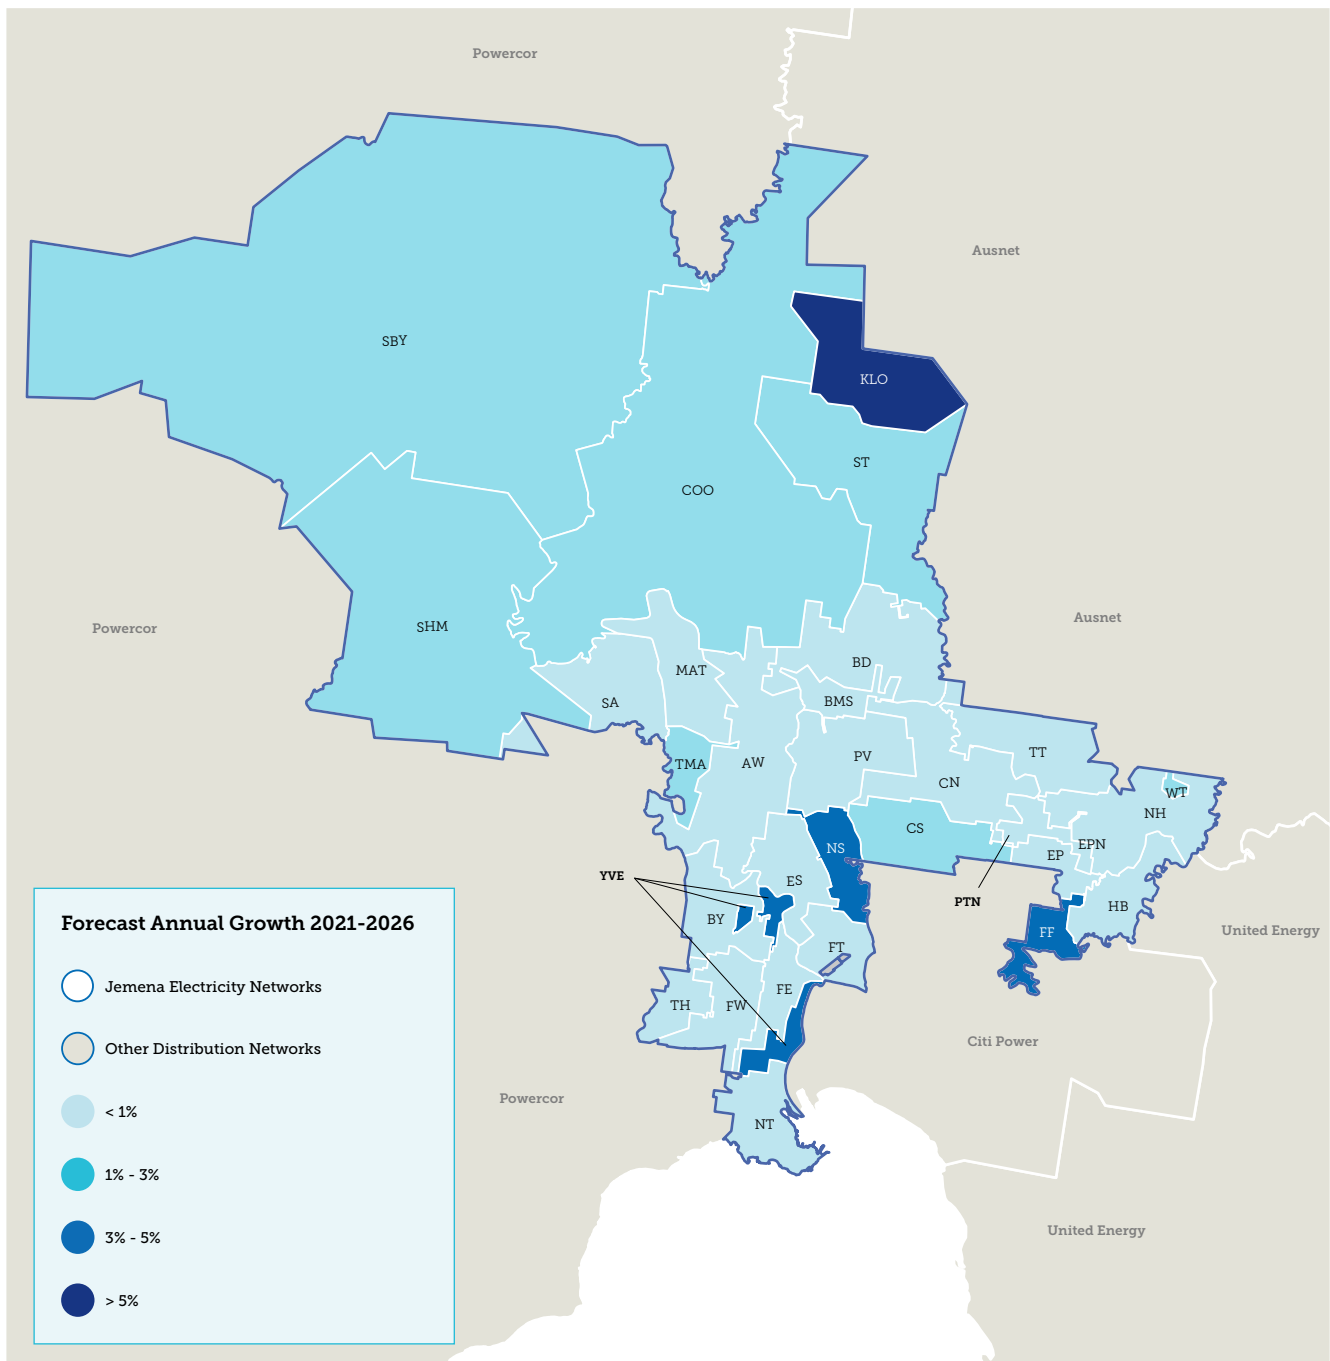 Powercor
Ausnet
SBY
KLO
ST
COO
Powercor
SHM
Ausnet
MAT
BD
SA
BMS
TT
TMA
AW
PV
CN
WT
NH
CS
NS
EPN
EP
YVE
ES
PTN
HB
BY
FF
United Energy
FT
FE
TH
FW
Citi Power
Powercor
NT
United Energy
Forecast Annual Growth 2021-2026
Jemena Electricity Networks
Other Distribution Networks
< 1%
1% - 3%
3% - 5%
> 5%